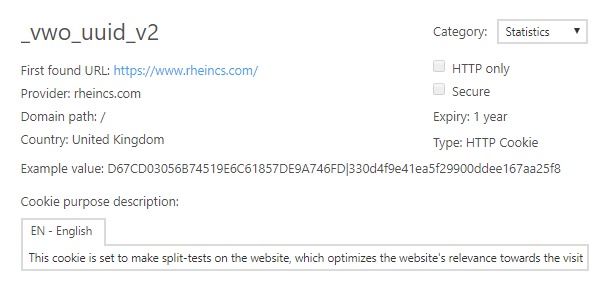 _vwo_uuid_v2
Category: Statistics
First found URL: https://www.rheincs.com/
HTTP only
Provider: rheincs.com
Secure
Domain path: /
Expiry: 1 year
Country: United Kingdom
Type: HTTP Cookie
Example value: D67CD03056B74519E6C61857DE9A746FD|330d4f9e41ea5f29900ddee167aa25f8
Cookie purpose description:
EN - English
This cookie is set to make split-tests on the website, which optimizes the website's relevance towards the visit